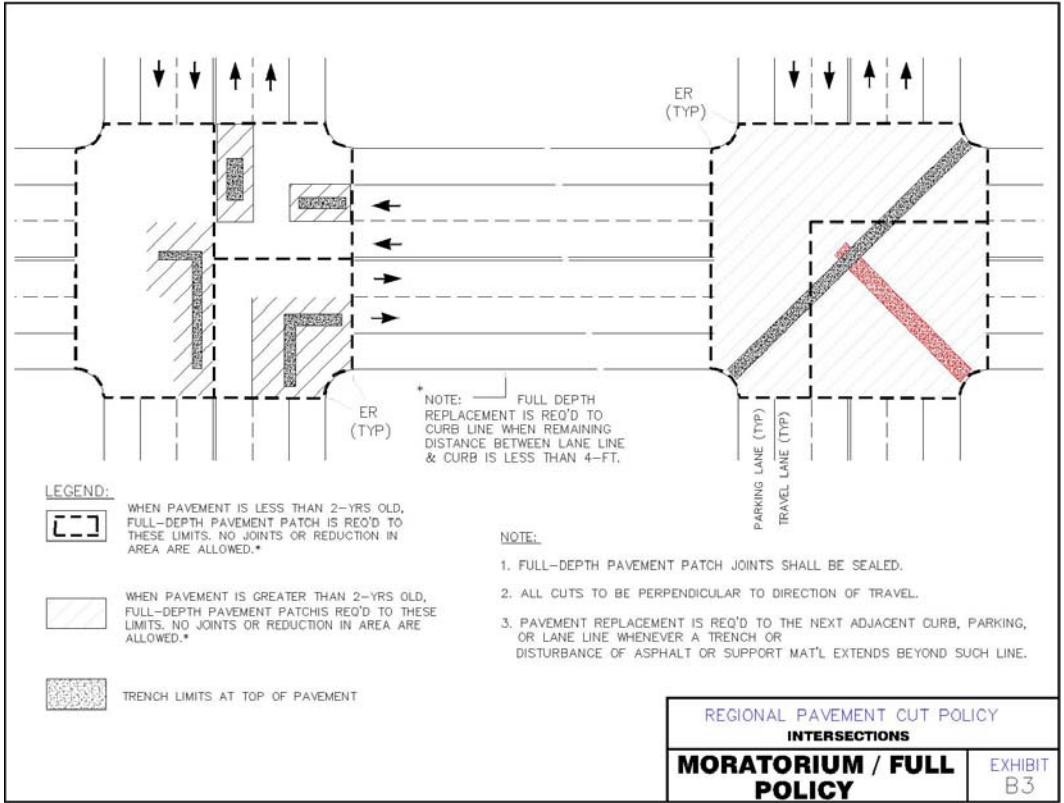 ER
(TYP)
ER
(TYP)
*
NOTE: FULL DEPTH
REPLACEMENT IS REQ'D TO
CURB LINE WHEN REMAINING
DISTANCE BETWEEN LANE LINE
& CURB IS LESS THAN 4-FT.
PARKING LANE (TYP)
TRAVEL LANE (TYP)
LEGEND:
WHEN PAVEMENT IS LESS THAN 2-YRS OLD,
FULL-DEPTH PAVEMENT PATCH IS REQ'D TO
THESE LIMITS. NO JOINTS OR REDUCTION IN
AREA ARE ALLOWED.*
WHEN PAVEMENT IS GREATER THAN 2-YRS OLD,
FULL-DEPTH PAVEMENT PATCHIS REQ'D TO THESE
LIMITS. NO JOINTS OR REDUCTION IN AREA ARE
ALLOWED.*
TRENCH LIMITS AT TOP OF PAVEMENT
NOTE:
1. FULL-DEPTH PAVEMENT PATCH JOINTS SHALL BE SEALED.
2. ALL CUTS TO BE PERPENDICULAR TO DIRECTION OF TRAVEL.
3. PAVEMENT REPLACEMENT IS REQ'D TO THE NEXT ADJACENT CURB, PARKING,
OR LANE LINE WHENEVER A TRENCH OR
DISTURBANCE OF ASPHALT OR SUPPORT MAT'L EXTENDS BEYOND SUCH LINE.
REGIONAL PAVEMENT CUT POLICY
INTERSECTIONS
MORATORIUM / FULL
POLICY
EXHIBIT
B3